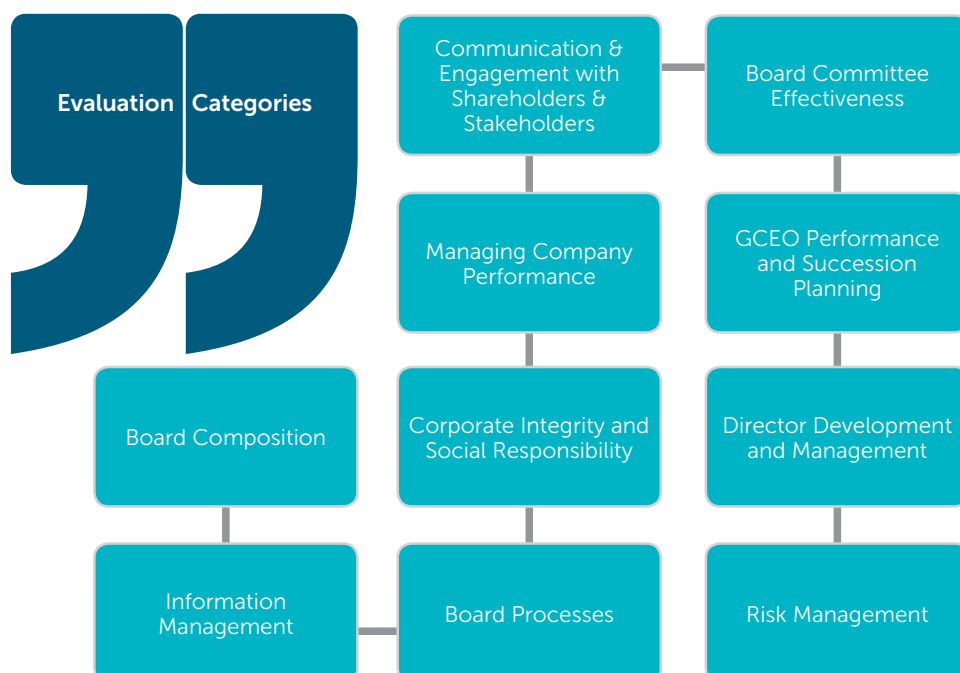 Evaluation Categories
Communication &
Engagement with
Shareholders &
Stakeholders
Board Committee
Effectiveness
Managing Company
Performance
GCEO Performance
and Succession
Planning
Board Composition
Corporate Integrity and
Social Responsibility
Director Development
and Management
Information
Management
Board Processes
Risk Management